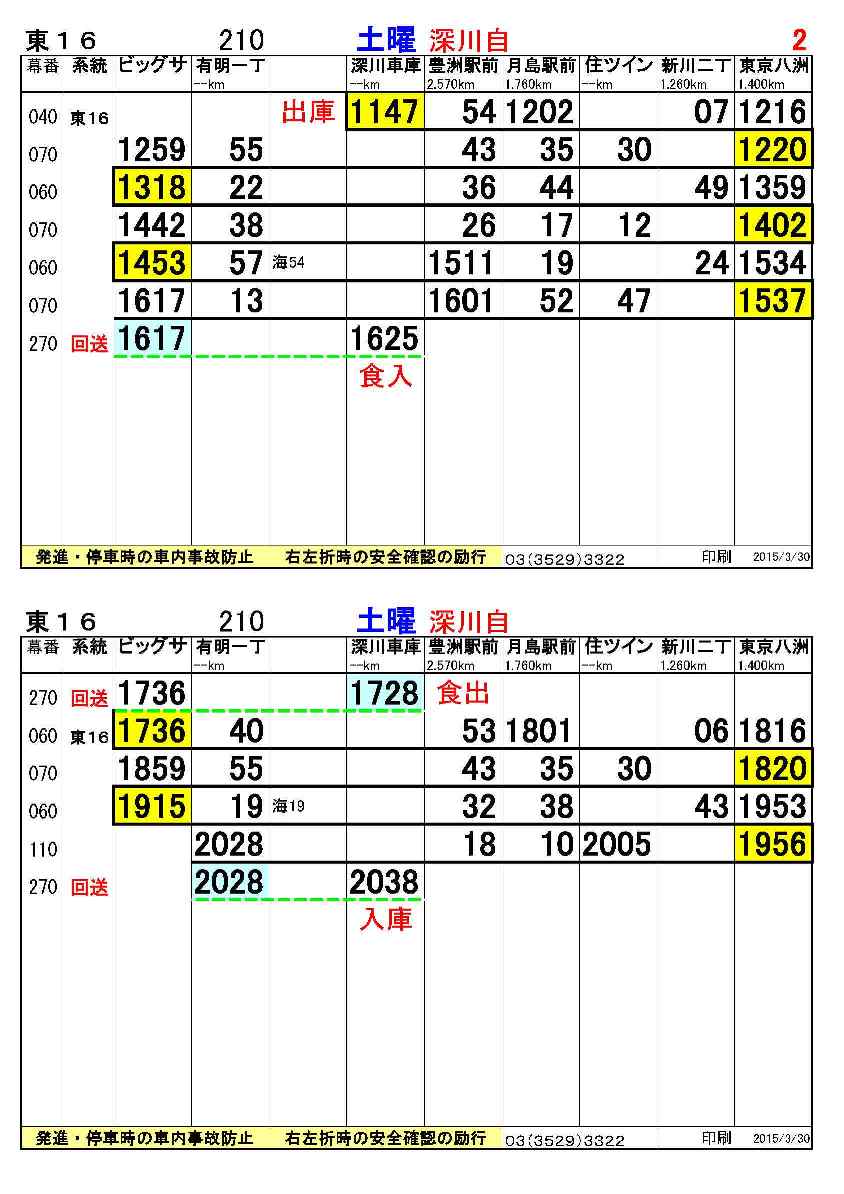 東１６ 210 土曜 深川自 2
幕番 系統 ビッグサ 有明一丁 深川車庫 豊洲駅前 月島駅前 住ツイン 新川二丁 東京八洲
--km --km 2.570km 1.760km --km 1.260km 1.400km
040 東16 出庫 1147 54 1202 07 1216
070 1259 55 43 35 30 1220
060 1318 22 36 44 49 1359
070 1442 38 26 17 12 1402
060 1453 57 海54 1511 19 24 1534
070 1617 13 1601 52 47 1537
270 回送 1617 1625
食入
発進・停車時の車内事故防止 右左折時の安全確認の励行 03(3529)3322 印刷 2015/3/30
東１６ 210 土曜 深川自
幕番 系統 ビッグサ 有明一丁 深川車庫 豊洲駅前 月島駅前 住ツイン 新川二丁 東京八洲
--km --km 2.570km 1.760km --km 1.260km 1.400km
270 回送 1736 1728 食出
060 東16 1736 40 53 1801 06 1816
070 1859 55 43 35 30 1820
060 1915 19 海19 32 38 43 1953
110 2028 18 10 2005 1956
270 回送 2028 2038
入庫
発進・停車時の車内事故防止 右左折時の安全確認の励行 03(3529)3322 印刷 2015/3/30